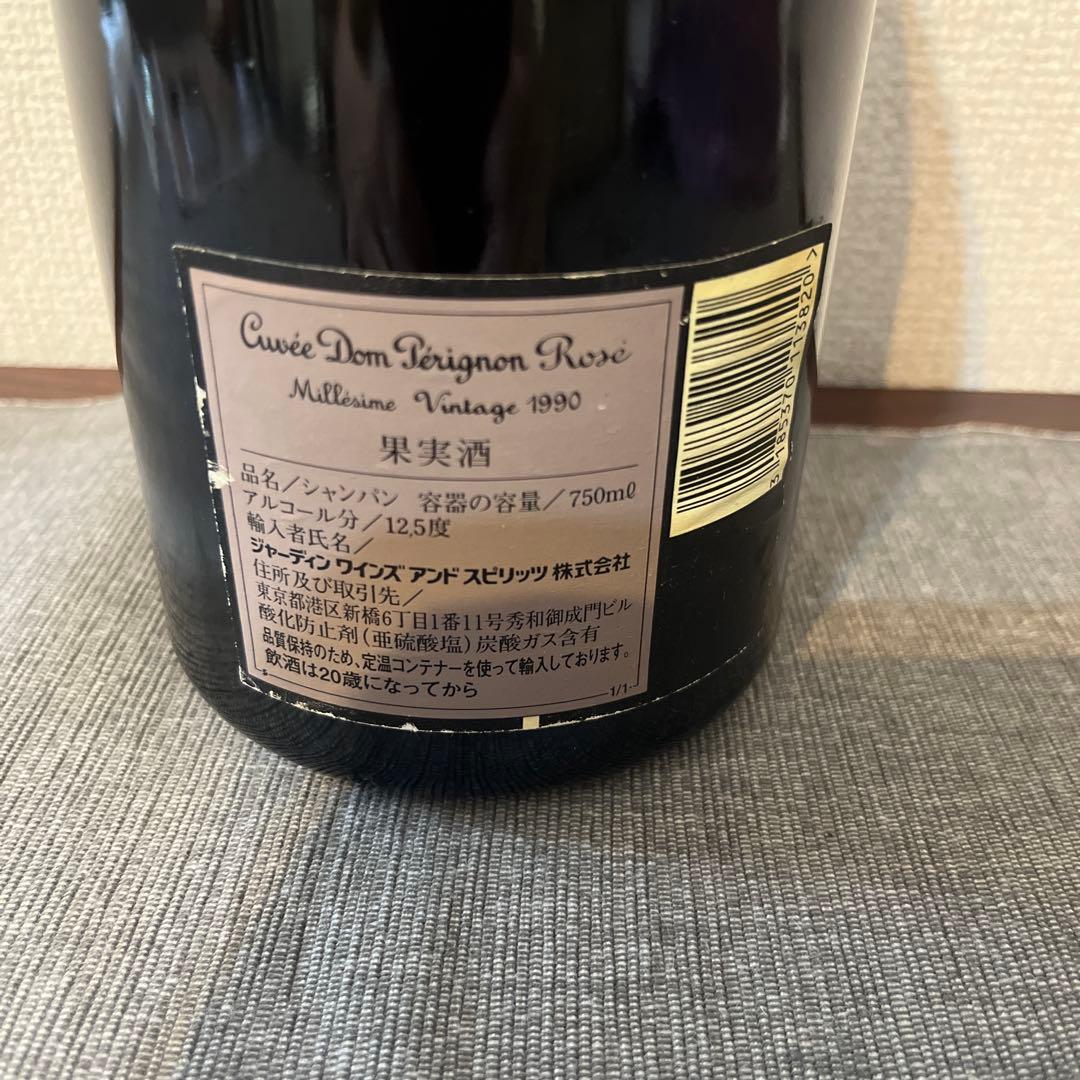 Cuvée Dom Pérignon Rosé
Millésime Vintage 1990
果実酒
品名／シャンパン 容器の容量／750mℓ
アルコール分／12,5度
輸入者氏名／
ジャーディン ワインズ アンド スピリッツ 株式会社
住所及び取引先／
東京都港区新橋6丁目1番11号秀和御成門ビル
酸化防止剤(亜硫酸塩)炭酸ガス含有
品質保持のため、定温コンテナーを使って輸入しております。
飲酒は20歳になってから
1/1
3 185370 113820 >